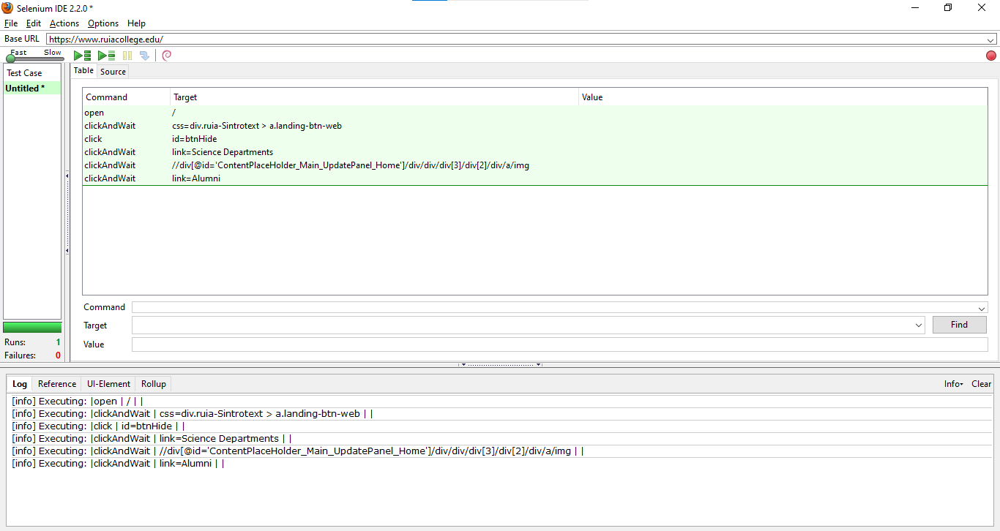 Selenium IDE 2.2.0 *
File Edit Actions Options Help
Base URL https://www.ruiacollege.edu/
Fast Slow
Test Case
Untitled *
Table Source
Command Target Value
open /
clickAndWait css=div.ruia-Sintrotext > a.landing-btn-web
click id=btnHide
clickAndWait link=Science Departments
clickAndWait //div[@id='ContentPlaceHolder_Main_UpdatePanel_Home']/div/div/div[3]/div[2]/div/a/img
clickAndWait link=Alumni
Command
Target Find
Value
Runs: 1
Failures: 0
Log Reference UI-Element Rollup Info Clear
[info] Executing: |open | / | |
[info] Executing: |clickAndWait | css=div.ruia-Sintrotext > a.landing-btn-web | |
[info] Executing: |click | id=btnHide | |
[info] Executing: |clickAndWait | link=Science Departments | |
[info] Executing: |clickAndWait | //div[@id='ContentPlaceHolder_Main_UpdatePanel_Home']/div/div/div[3]/div[2]/div/a/img | |
[info] Executing: |clickAndWait | link=Alumni | |